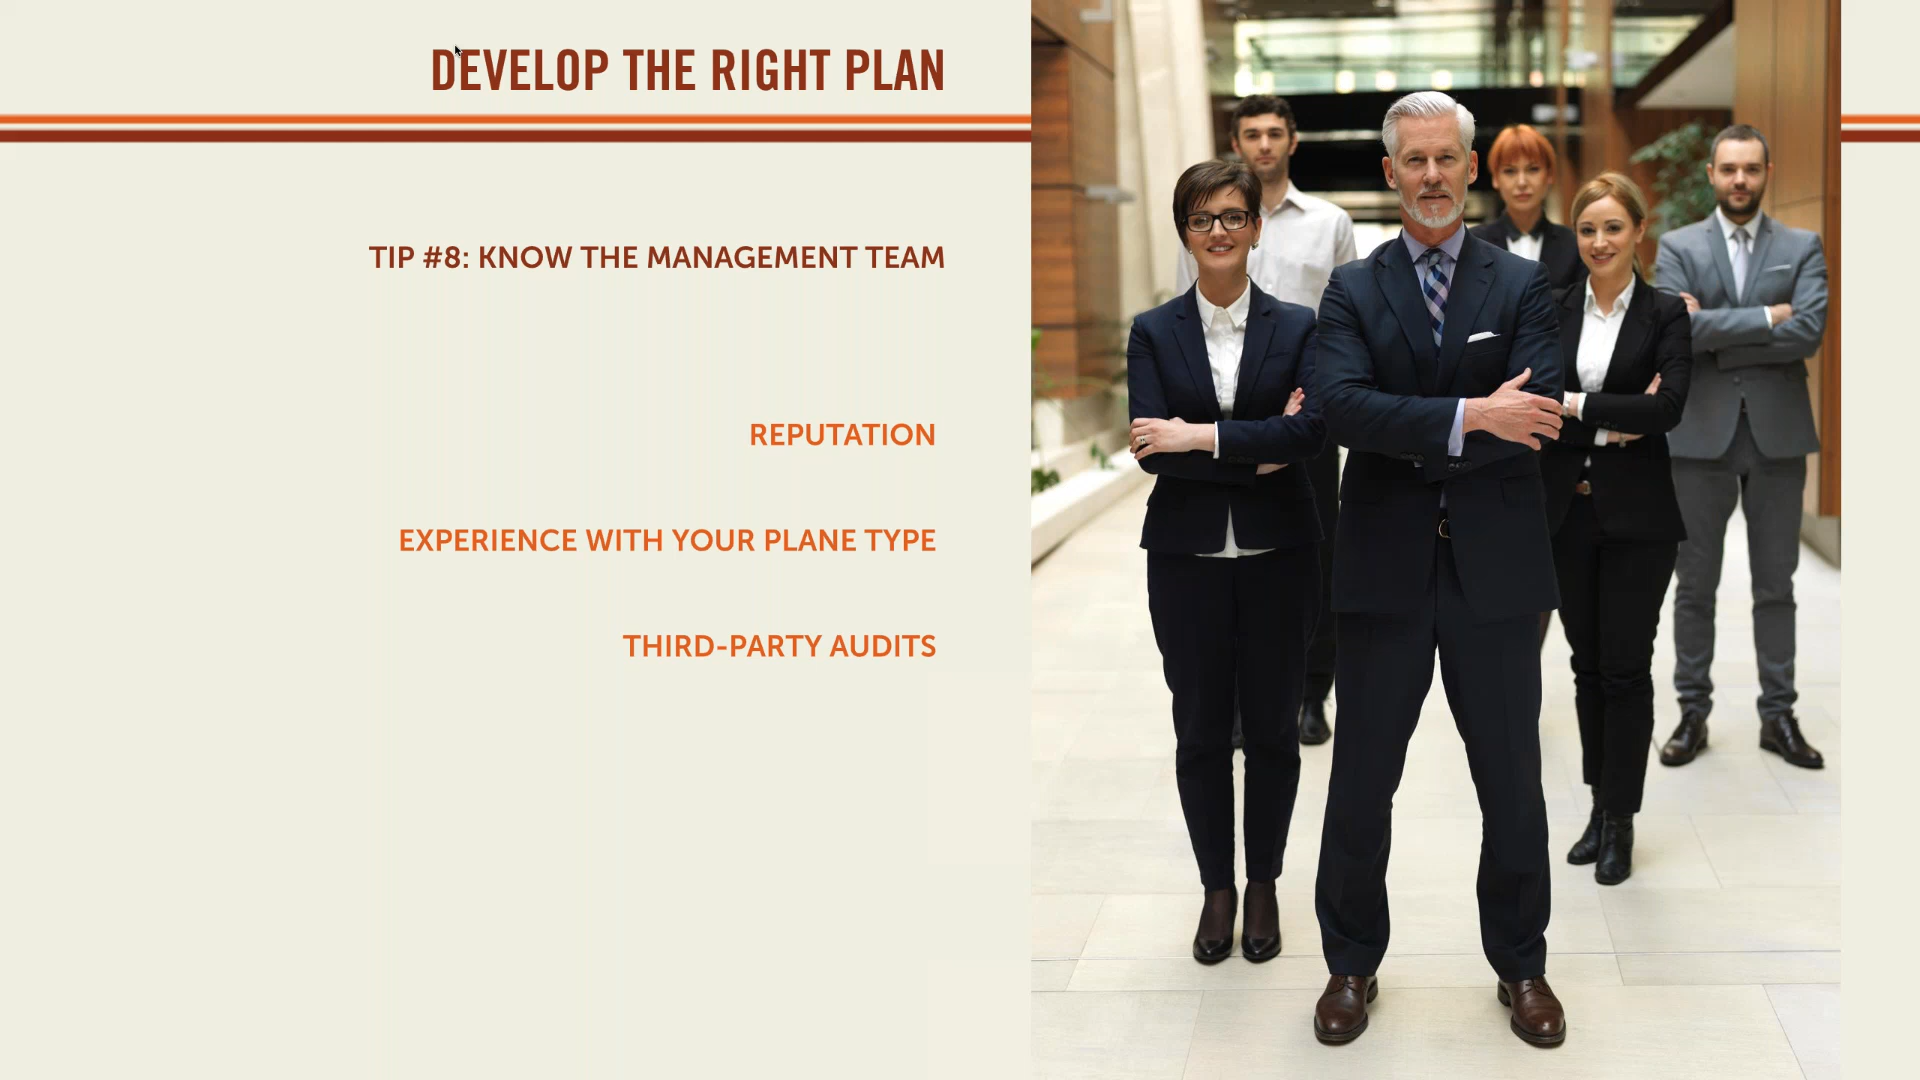 DEVELOP THE RIGHT PLAN
TIP #8: KNOW THE MANAGEMENT TEAM
REPUTATION
EXPERIENCE WITH YOUR PLANE TYPE
THIRD-PARTY AUDITS